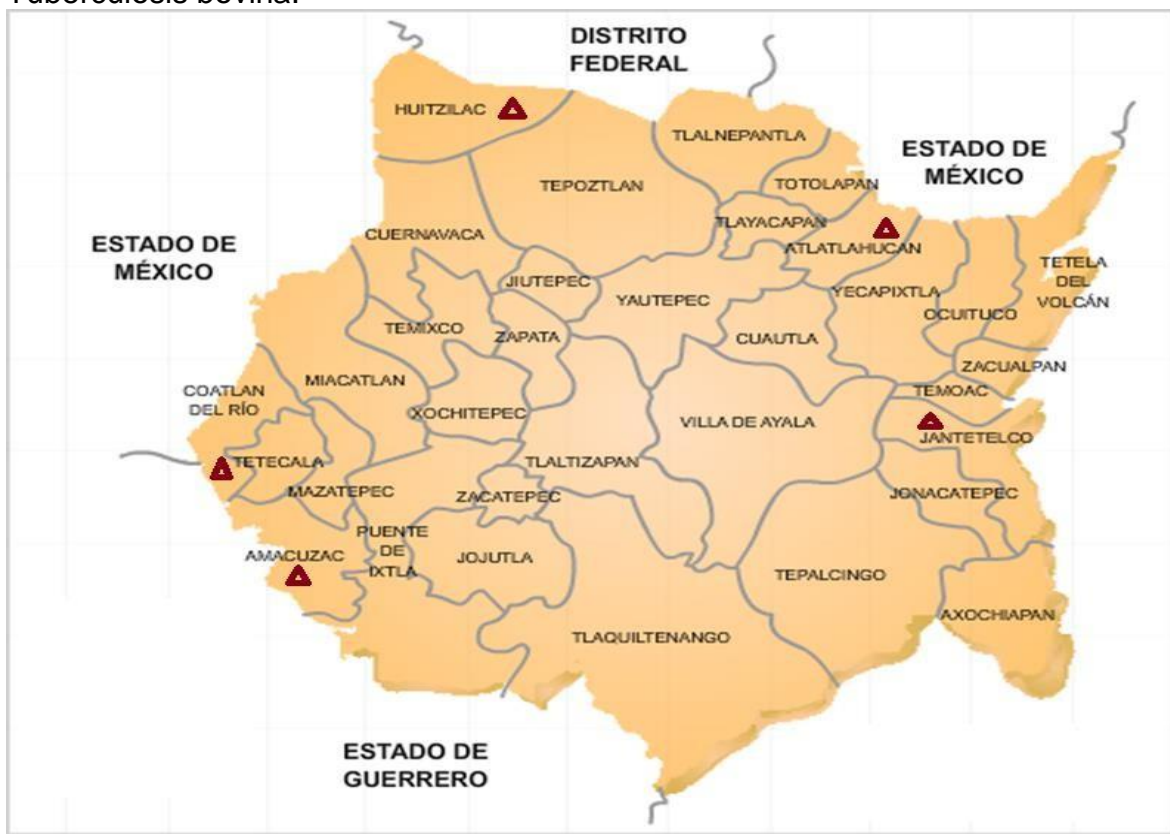 Tuberculosis bovina.
DISTRITO
FEDERAL
HUITZILAC
TLALNEPANTLA
ESTADO DE
MÉXICO
TEPOZTLAN
TOTOLAPAN
TLAYACAPAN
CUERNAVACA
ATLATLAHUCAN
ESTADO DE
MÉXICO
TETELA
DEL
VOLCÁN
JIUTEPEC
YAUTEPEC
YECAPIXTLA
OCUITUCO
TEMIXCO
ZAPATA
CUAUTLA
ZACUALPAN
MIACATLAN
COATLAN
DEL RÍO
TEMOAC
XOCHITEPEC
VILLA DE AYALA
JANTETELCO
TETECALA
TLALTIZAPAN
MAZATEPEC
ZACATEPEC
JONACATEPEC
PUENTE
DE
IXTLA
AMACUZAC
JOJUTLA
TEPALCINGO
AXOCHIAPAN
TLAQUILTENANGO
ESTADO DE
GUERRERO